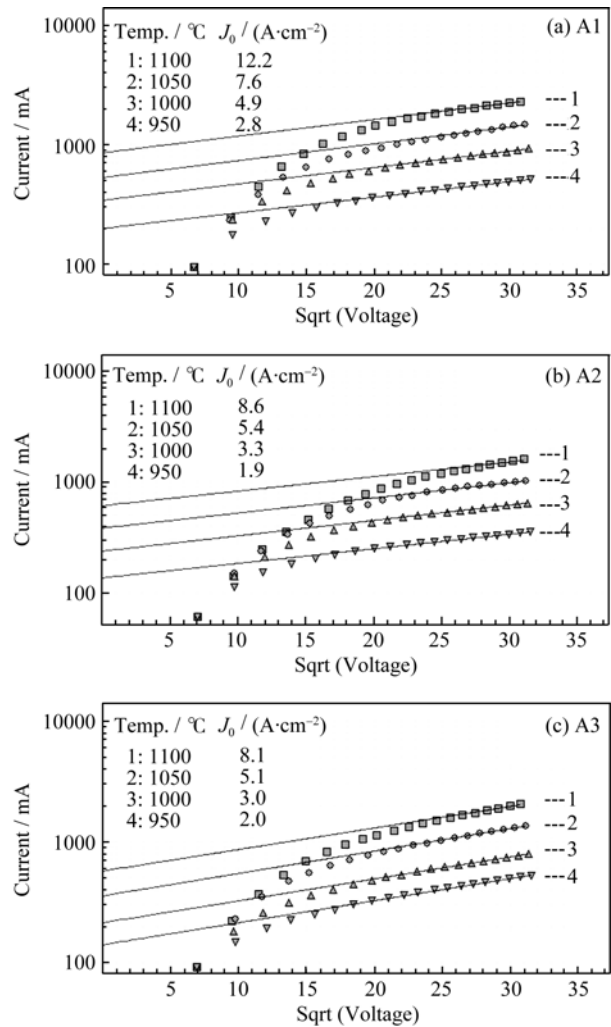 (a) A1
Temp. / ℃ J₀ / (A·cm⁻²)
1: 1100 12.2
2: 1050 7.6
3: 1000 4.9
4: 950 2.8
10000
1000
100
Current / mA
1
2
3
4
5 10 15 20 25 30 35
Sqrt (Voltage)
(b) A2
Temp. / ℃ J₀ / (A·cm⁻²)
1: 1100 8.6
2: 1050 5.4
3: 1000 3.3
4: 950 1.9
10000
1000
100
Current / mA
1
2
3
4
5 10 15 20 25 30 35
Sqrt (Voltage)
(c) A3
Temp. / ℃ J₀ / (A·cm⁻²)
1: 1100 8.1
2: 1050 5.1
3: 1000 3.0
4: 950 2.0
10000
1000
100
Current / mA
1
2
3
4
5 10 15 20 25 30 35
Sqrt (Voltage)